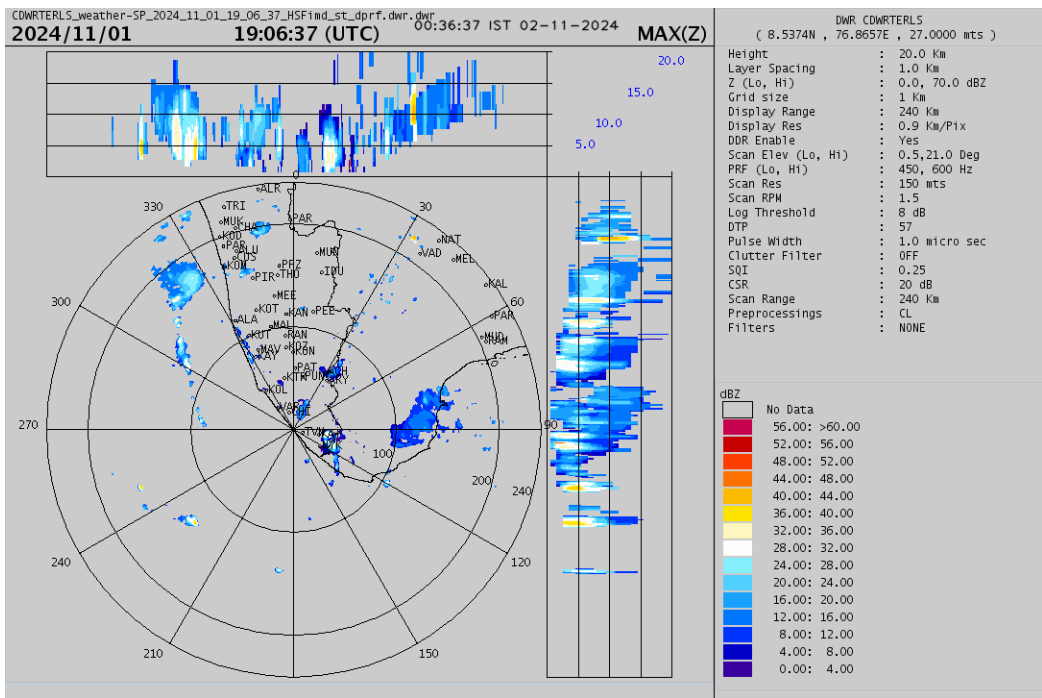 CDWRTERLS_weather-SP_2024_11_01_19_06_37_HSFimd_st_dprf.dwr.dwr
2024/11/01 19:06:37 (UTC) 00:36:37 IST 02-11-2024 MAX(Z)
20.0
15.0
10.0
5.0
0
30
60
90
120
150
210
240
270
300
330
100
200
240
ALR
TRI
PAR
MUK
CHA
KOD
PAR
ALU
CUS
KOM
NAT
VAD
MEL
MUN
PFZ
THO
IDU
PIR
KAL
MEE
KOT
KAN
PEE
PAR
ALA
MAL
MUD
KUT
RAN
MAV
KOZ
KAY
KON
PAT
KTR
PUN
KOL
VAR
DWR CDWRTERLS
( 8.5374N , 76.8657E , 27.0000 mts )
Height : 20.0 Km
Layer Spacing : 1.0 Km
Z (Lo, Hi) : 0.0, 70.0 dBZ
Grid size : 1 Km
Display Range : 240 Km
Display Res : 0.9 Km/Pix
DDR Enable : Yes
Scan Elev (Lo, Hi) : 0.5,21.0 Deg
PRF (Lo, Hi) : 450, 600 Hz
Scan Res : 150 mts
Scan RPM : 1.5
Log Threshold : 8 dB
DTP : 57
Pulse Width : 1.0 micro sec
Clutter Filter : OFF
SQI : 0.25
CSR : 20 dB
Scan Range : 240 Km
Preprocessings : CL
Filters : NONE
dBZ
No Data
56.00: >60.00
52.00: 56.00
48.00: 52.00
44.00: 48.00
40.00: 44.00
36.00: 40.00
32.00: 36.00
28.00: 32.00
24.00: 28.00
20.00: 24.00
16.00: 20.00
12.00: 16.00
8.00: 12.00
4.00: 8.00
0.00: 4.00